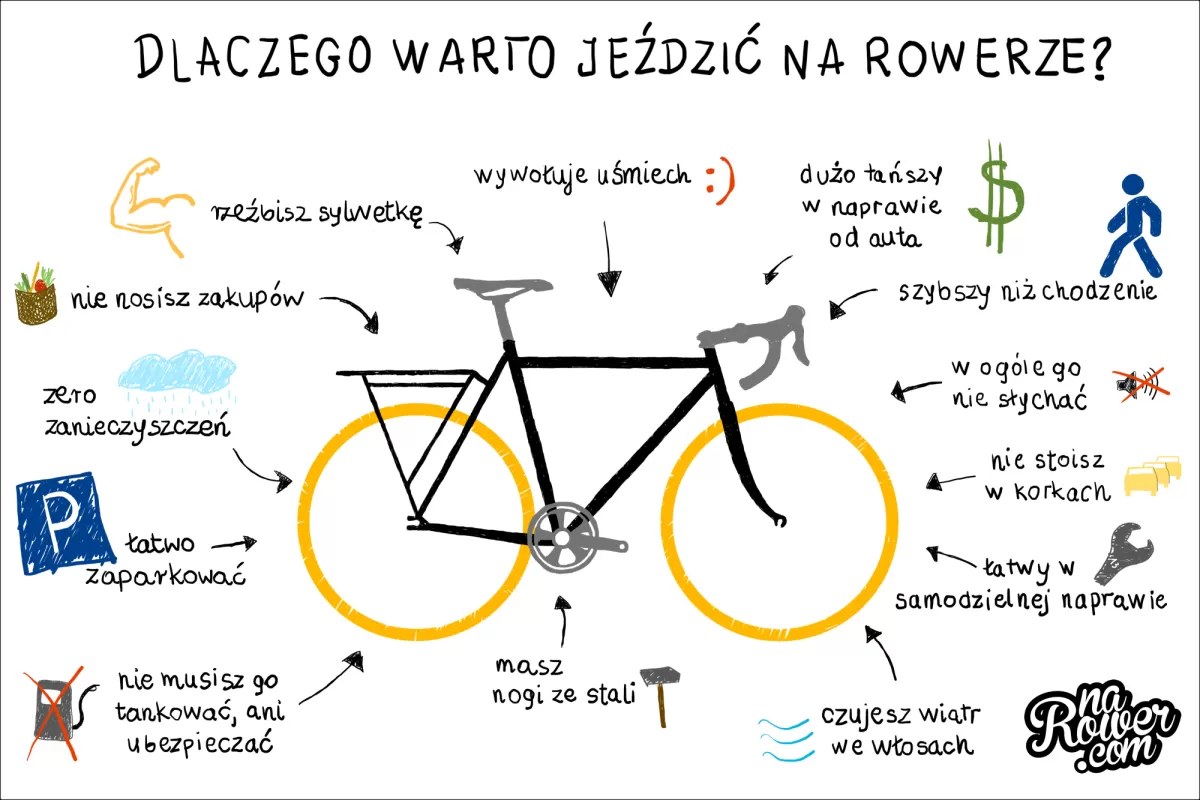 DLACZEGO WARTO JEŹDZIĆ NA ROWERZE?
wywołuje uśmiech :)
dużo tańszy
w naprawie
od auta
$
rzeźbisz sylwetkę
nie nosisz zakupów
szybszy niż chodzenie
zero
zanieczyszczeń
w ogóle go
nie słychać
nie stoisz
w korkach
P
łatwo
zaparkować
łatwy w
samodzielnej naprawie
masz
nogi ze stali
nie musisz go
tankować, ani
ubezpieczać
czujesz wiatr
we włosach
na
Rower
.com